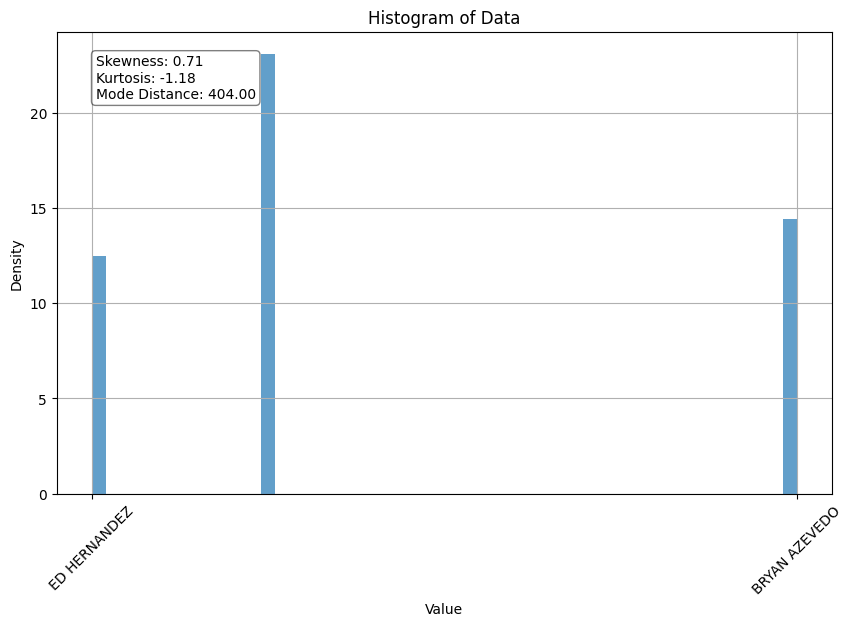 Histogram of Data
Skewness: 0.71
Kurtosis: -1.18
Mode Distance: 404.00
Density
20
15
10
5
0
ED HERNANDEZ
BRYAN AZEVEDO
Value